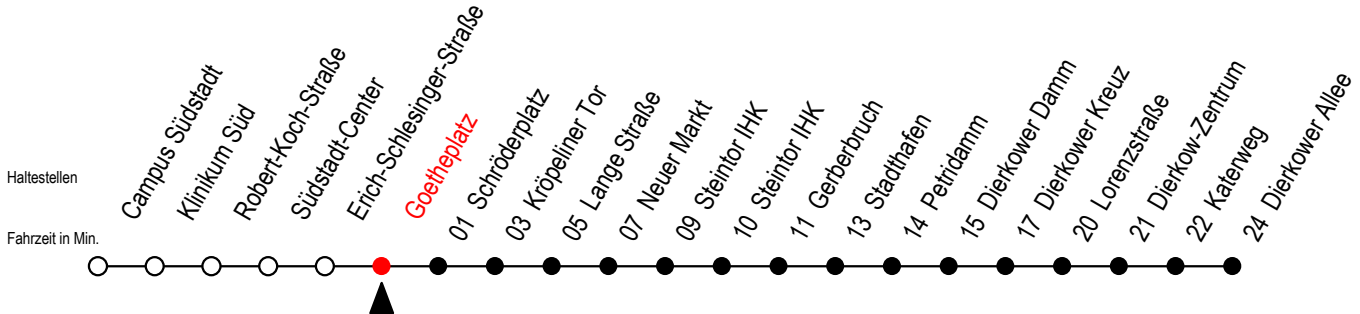 Haltestellen
Fahrzeit in Min.
Campus Südstadt
Klinikum Süd
Robert-Koch-Straße
Südstadt-Center
Erich-Schlesinger-Straße
Goetheplatz
01 Schröderplatz
03 Kröpeliner Tor
05 Lange Straße
07 Neuer Markt
09 Steintor IHK
10 Steintor IHK
11 Gerberbruch
13 Stadthafen
14 Petridamm
15 Dierkower Damm
17 Dierkower Kreuz
20 Lorenzstraße
21 Dierkow-Zentrum
22 Katerweg
24 Dierkower Allee